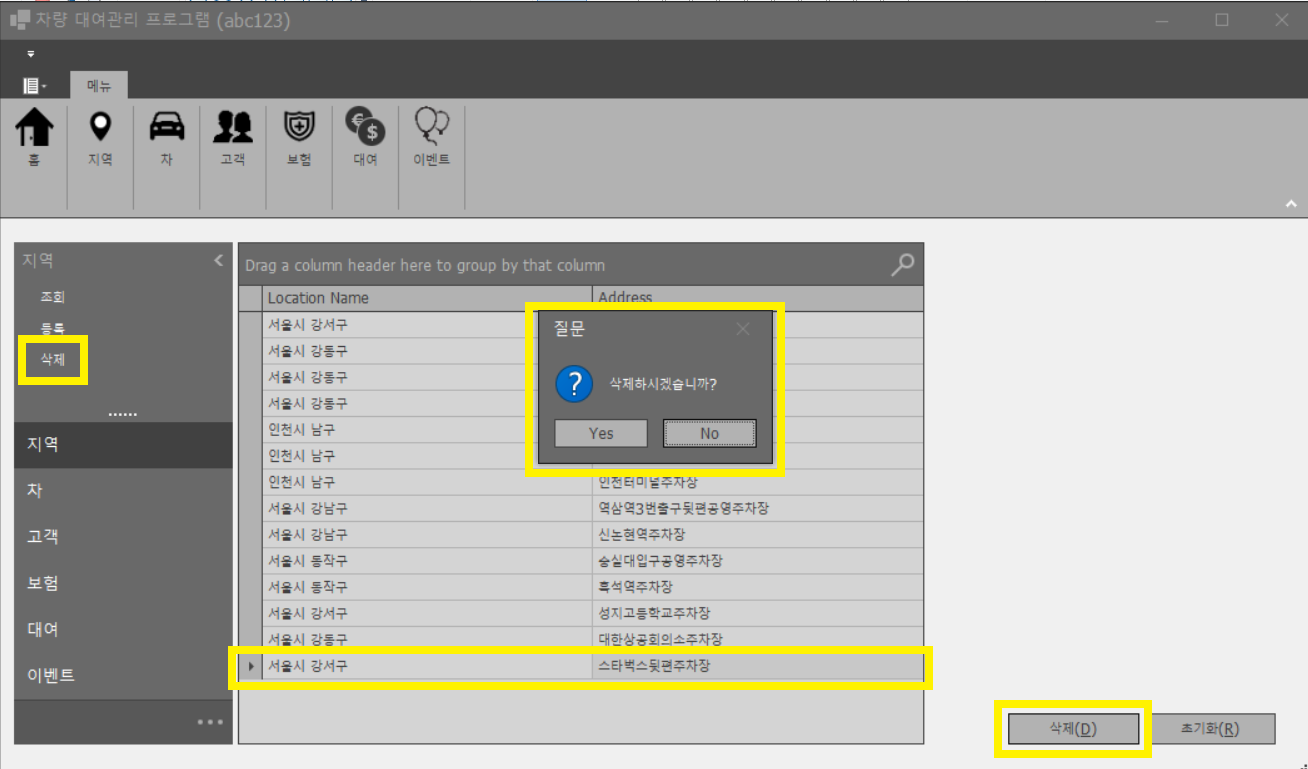 차량 대여관리 프로그램 (abc123)
메뉴
홈
지역
차
고객
보험
대여
이벤트
지역
조회
등록
삭제
지역
차
고객
보험
대여
이벤트
Drag a column header here to group by that column
Location Name Address
서울시 강서구
서울시 강동구
서울시 강동구
서울시 강동구
인천시 남구
인천시 남구
인천시 남구 인천터미널주차장
서울시 강남구 역삼역3번출구뒷편공영주차장
서울시 강남구 신논현역주차장
서울시 동작구 숭실대입구공영주차장
서울시 동작구 흑석역주차장
서울시 강서구 성지고등학교주차장
서울시 강동구 대한상공회의소주차장
서울시 강서구 스타벅스뒷편주차장
질문
삭제하시겠습니까?
Yes No
삭제(D) 초기화(R)